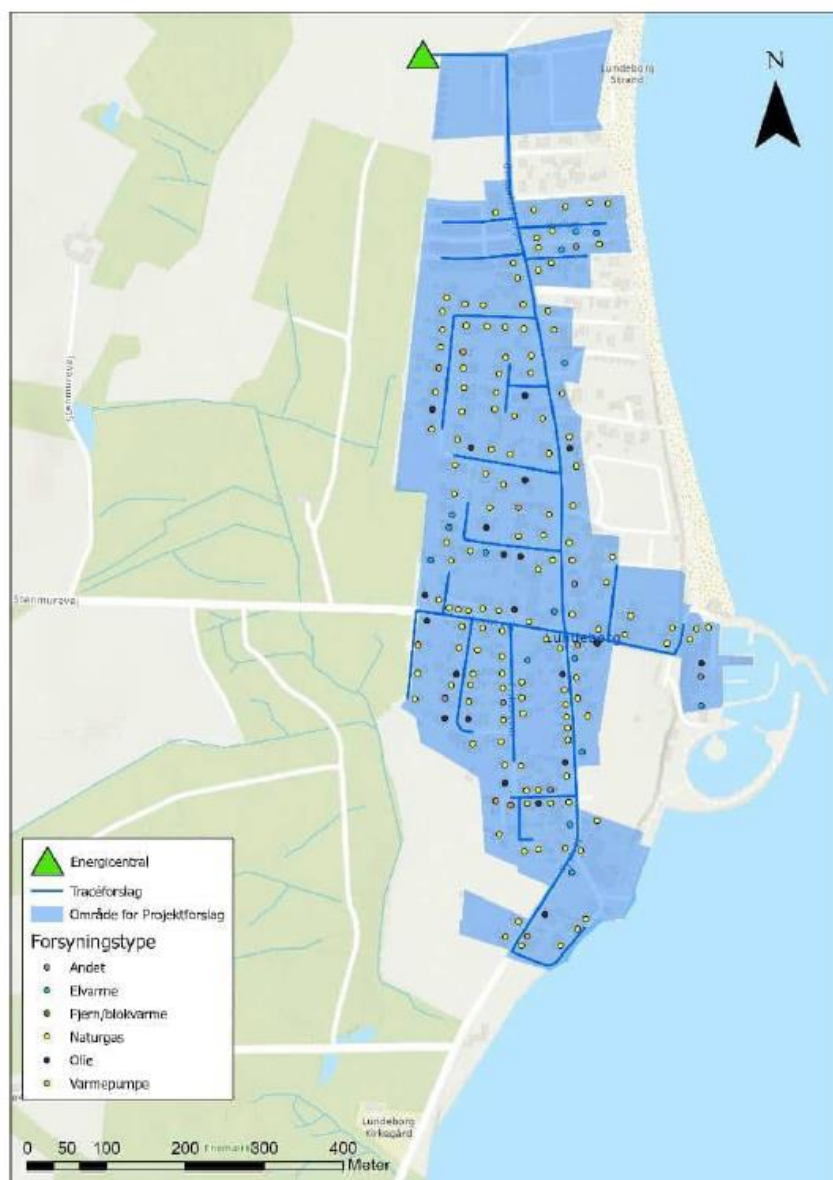 Lundeborg
Strand
N
Stenmurevej
Stenmurevej
Lundeborg
Energicentral
Tracéforslag
Område for Projektforslag
Forsyningstype
Andet
Elvarme
Fjern/blokvarme
Naturgas
Olie
Varmepumpe
Lundeborg
Kirkegård
0 50 100 200 300 400
Meter